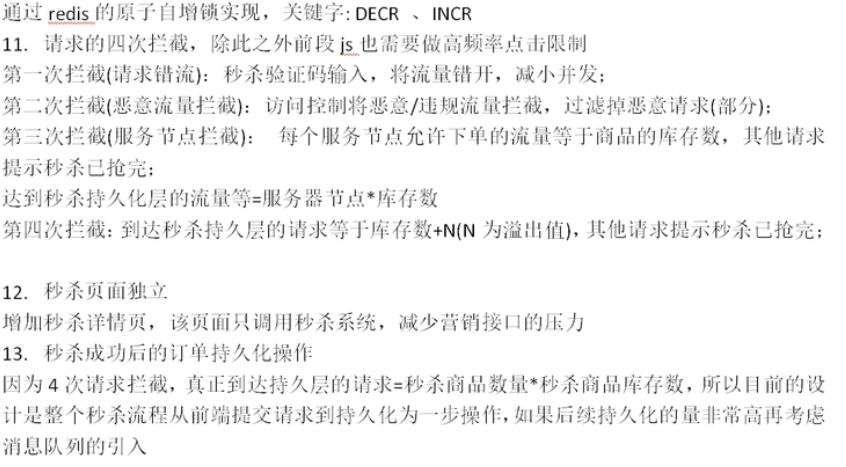 通过 redis 的原子自增锁实现，关键字: DECR 、INCR
11. 请求的四次拦截，除此之外前段 js 也需要做高频率点击限制
第一次拦截(请求错流)：秒杀验证码输入，将流量错开，减小并发；
第二次拦截(恶意流量拦截)：访问控制将恶意/违规流量拦截，过滤掉恶意请求(部分)；
第三次拦截(服务节点拦截)： 每个服务节点允许下单的流量等于商品的库存数，其他请求
提示秒杀已抢完；
达到秒杀持久化层的流量等=服务器节点*库存数
第四次拦截：到达秒杀持久层的请求等于库存数+N(N 为溢出值)，其他请求提示秒杀已抢完；
12. 秒杀页面独立
增加秒杀详情页，该页面只调用秒杀系统，减少营销接口的压力
13. 秒杀成功后的订单持久化操作
因为 4 次请求拦截，真正到达持久层的请求=秒杀商品数量*秒杀商品库存数，所以目前的设
计是整个秒杀流程从前端提交请求到持久化为一步操作，如果后续持久化的量非常高再考虑
消息队列的引入